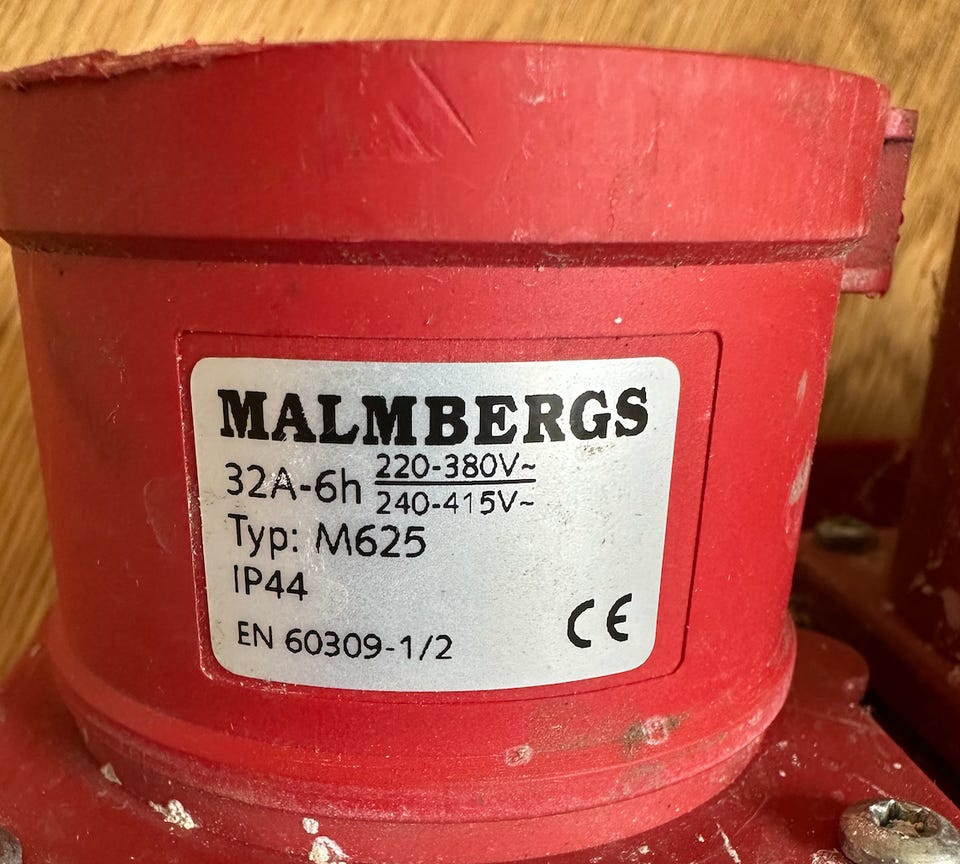 MALMBERGS
32A-6h 220-380V~
240-415V~
Typ: M625
IP44
EN 60309-1/2
CE